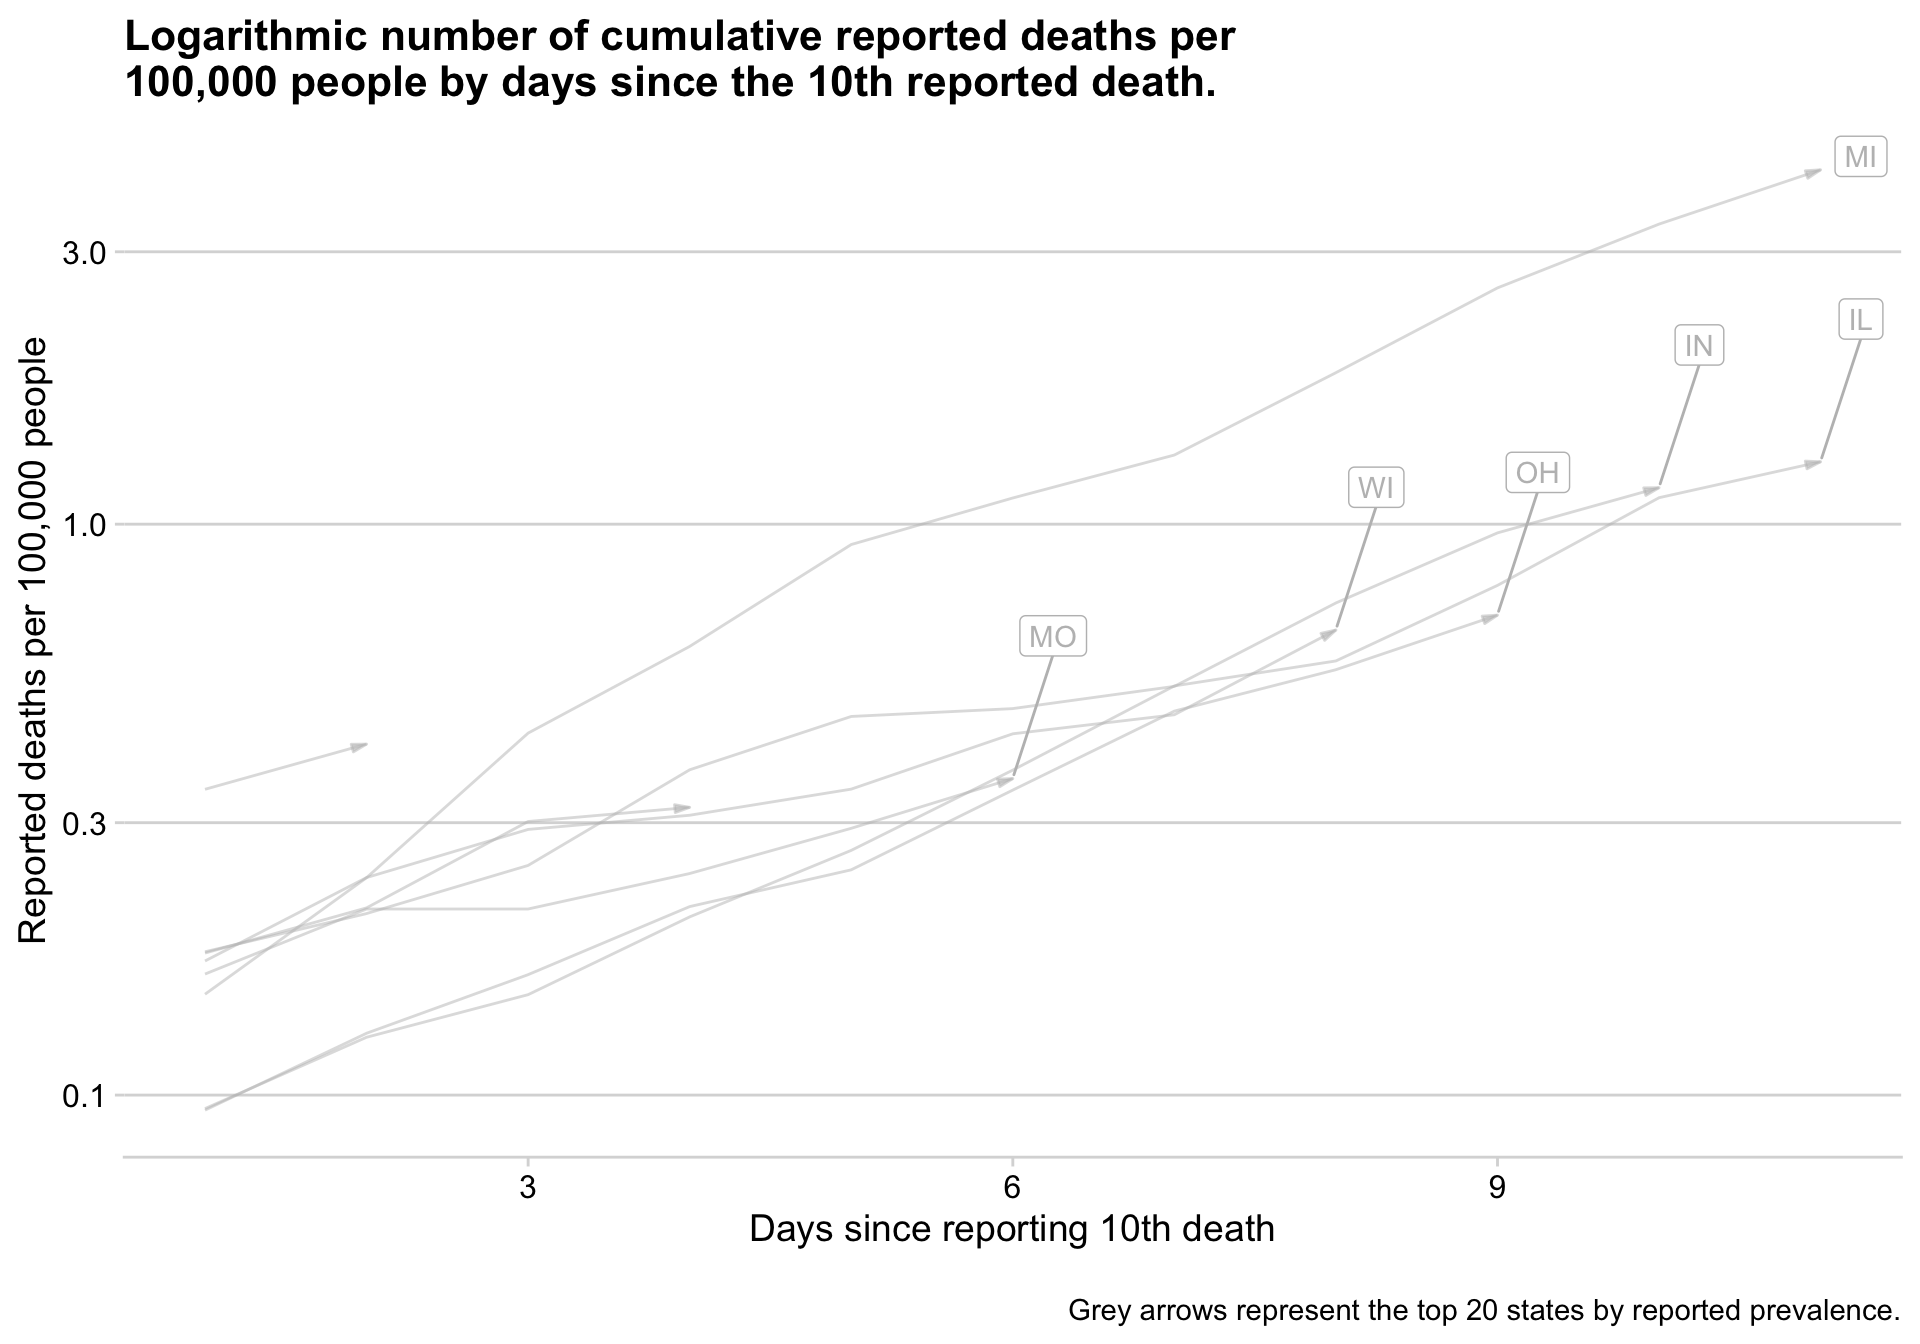 Logarithmic number of cumulative reported deaths per
100,000 people by days since the 10th reported death.
MI
3.0
IL
IN
OH
WI
1.0
MO
0.3
0.1
Reported deaths per 100,000 people
3 6 9
Days since reporting 10th death
Grey arrows represent the top 20 states by reported prevalence.